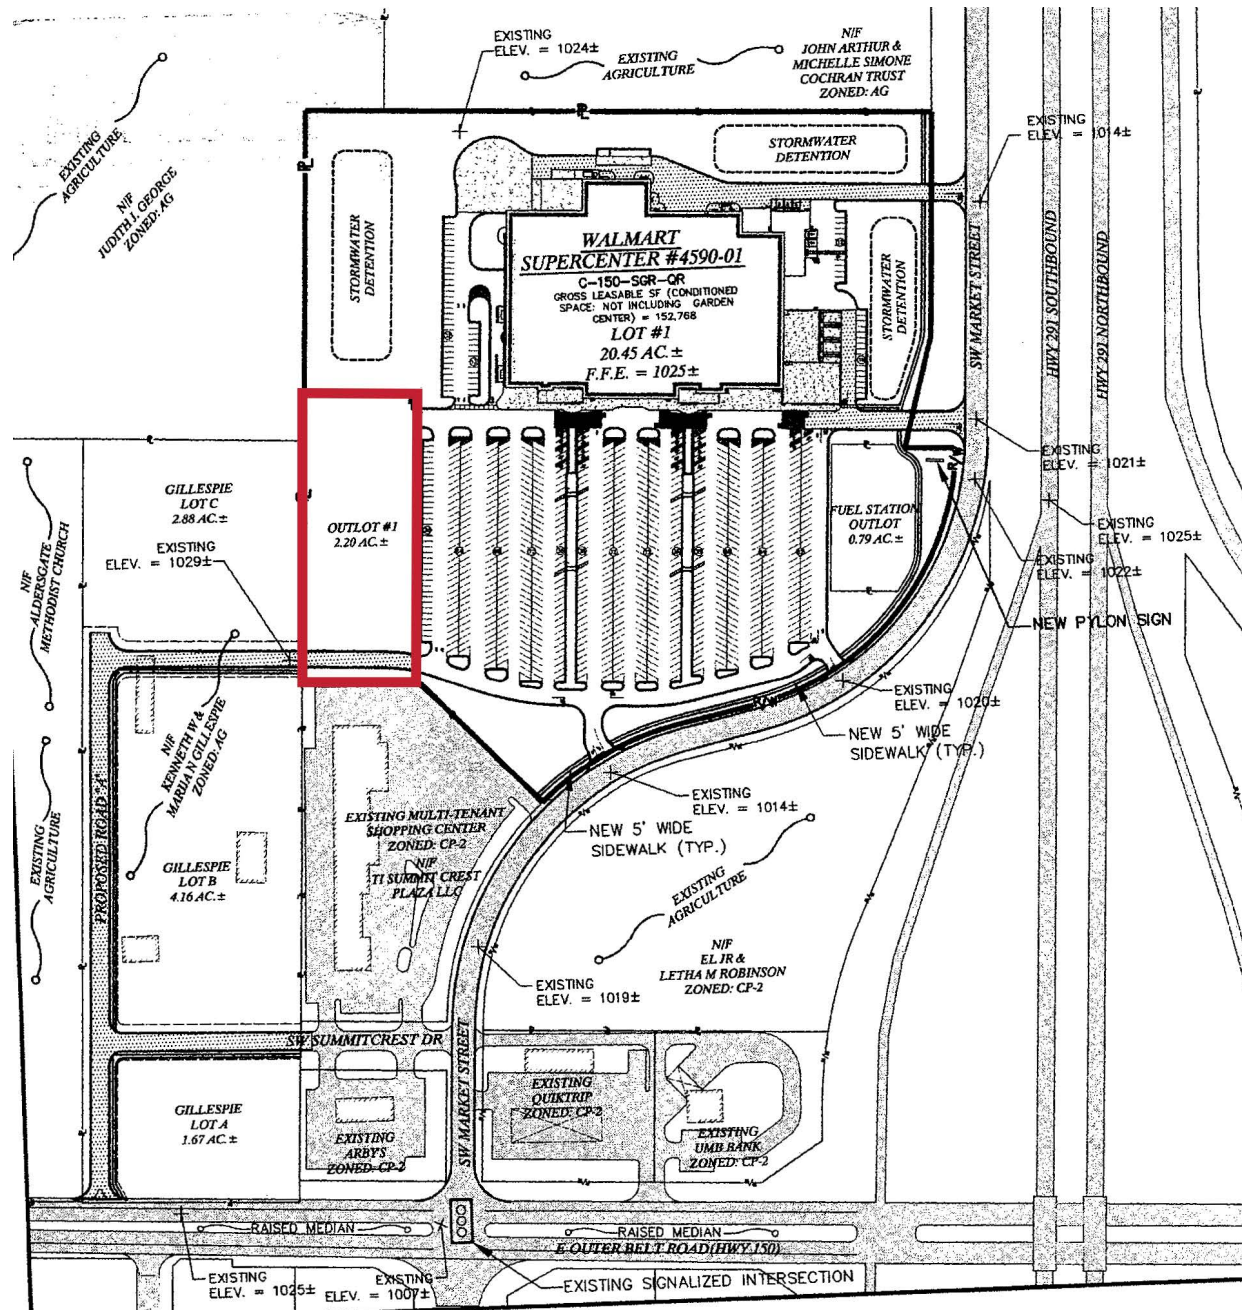 EXISTING
ELEV. = 1024±
EXISTING
AGRICULTURE
N/F
JOHN ARTHUR &
MICHELLE SIMONE
COCHRAN TRUST
ZONED: AG
EXISTING
AGRICULTURE
N/F
JUDITH I. GEORGE
ZONED: AG
STORMWATER
DETENTION
EXISTING
ELEV. = 1014±
STORMWATER
DETENTION
WALMART
SUPERCENTER #4590-01
C-150-SGR-QR
GROSS LEASABLE SF (CONDITIONED
SPACE: NOT INCLUDING GARDEN
CENTER) = 152,768
LOT #1
20.45 AC.±
F.F.E. = 1025±
STORMWATER
DETENTION
SW MARKET STREET
HWY 291 SOUTHBOUND
HWY 291 NORTHBOUND
EXISTING
ELEV. = 1021±
GILLESPIE
LOT C
2.88 AC.±
OUTLOT #1
2.20 AC.±
FUEL STATION
OUTLOT
0.79 AC.±
R/W
EXISTING
ELEV. = 1025±
EXISTING
ELEV. = 1029±
EXISTING
ELEV. = 1022±
N/F
ALDERSGATE
METHODIST CHURCH
NEW PYLON SIGN
EXISTING
ELEV. = 1020±
R/W
NEW 5' WIDE
SIDEWALK (TYP.)
N/F
KENNETH W &
MARIJA N GILLESPIE
ZONED: AG
EXISTING
AGRICULTURE
PROPOSED ROAD "A"
EXISTING
ELEV. = 1014±
NEW 5' WIDE
SIDEWALK (TYP.)
EXISTING MULTI-TENANT
SHOPPING CENTER
ZONED: CP-2
N/F
TI SUMMIT CREST
PLAZA LLC
GILLESPIE
LOT B
4.16 AC.±
EXISTING
AGRICULTURE
N/F
EL JR &
LETHA M ROBINSON
ZONED: CP-2
EXISTING
ELEV. = 1019±
SW SUMMITCREST DR
SW MARKET STREET
GILLESPIE
LOT A
1.67 AC.±
EXISTING
ARBYS
ZONED: CP-2
EXISTING
QUIKTRIP
ZONED: CP-2
EXISTING
UMB BANK
ZONED: CP-2
RAISED MEDIAN
RAISED MEDIAN
E OUTER BELT ROAD (HWY 150)
EXISTING
ELEV. = 1025±
EXISTING
ELEV. = 1007±
EXISTING SIGNALIZED INTERSECTION